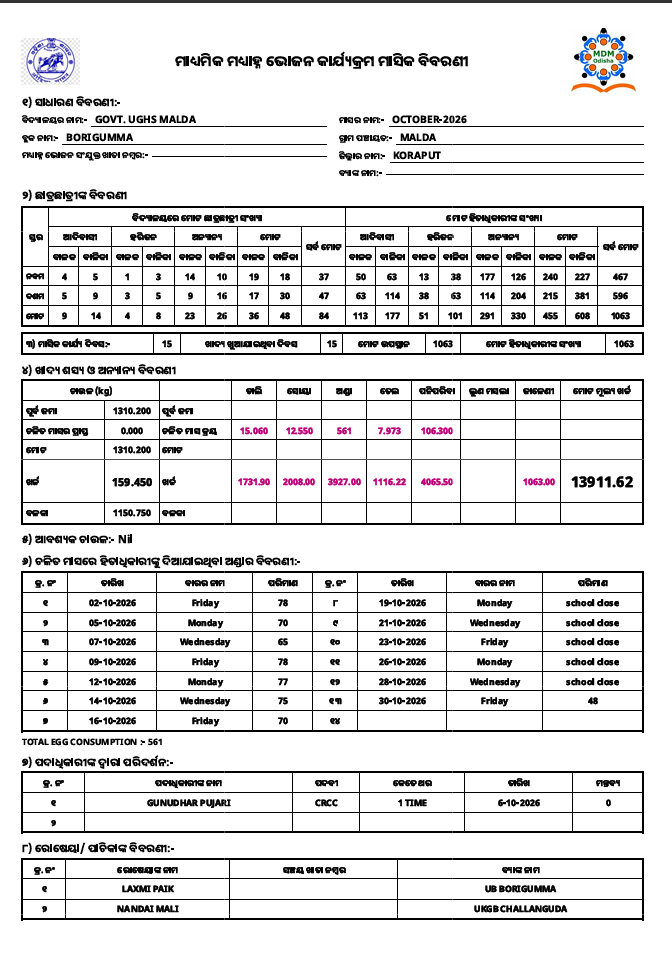 ମାଧ୍ୟମିକ ମଧ୍ୟାହ୍ନ ଭୋଜନ କାର୍ଯ୍ୟକ୍ରମ ମାସିକ ବିବରଣୀ
MDM
Odisha
୧) ସାଧାରଣ ବିବରଣୀ:-
ବିଦ୍ୟାଳୟର ନାମ:- GOVT. UGHS MALDA ମାସର ନାମ:- OCTOBER-2026
ବ୍ଲକ ନାମ:- BORIGUMMA ଗ୍ରାମ ପଞ୍ଚାୟତ:- MALDA
ମଧ୍ୟାହ୍ନ ଭୋଜନ ସଂଯୁକ୍ତ ଖାତା ନମ୍ବର:- ଜିଲ୍ଲାର ନାମ:- KORAPUT
ବ୍ୟାଙ୍କ ନାମ:-
୨) ଛାତ୍ରଛାତ୍ରୀଙ୍କ ବିବରଣୀ
ସ୍ତର ବିଦ୍ୟାଳୟରେ ମୋଟ ଛାତ୍ରଛାତ୍ରୀ ସଂଖ୍ୟା ମୋଟ ହିତାଧିକାରୀଙ୍କ ସଂଖ୍ୟା
ଆଦିବାସୀ ହରିଜନ ଅନ୍ୟାନ୍ୟ ମୋଟ ସର୍ବ ମୋଟ ଆଦିବାସୀ ହରିଜନ ଅନ୍ୟାନ୍ୟ ମୋଟ ସର୍ବ ମୋଟ
ବାଳକ ବାଳିକା ବାଳକ ବାଳିକା ବାଳକ ବାଳିକା ବାଳକ ବାଳିକା ବାଳକ ବାଳିକା ବାଳକ ବାଳିକା ବାଳକ ବାଳିକା ବାଳକ ବାଳିକା
ନବମ 4 5 1 3 14 10 19 18 37 50 63 13 38 177 126 240 227 467
ଦଶମ 5 9 3 5 9 16 17 30 47 63 114 38 63 114 204 215 381 596
ମୋଟ 9 14 4 8 23 26 36 48 84 113 177 51 101 291 330 455 608 1063
୩) ମାସିକ କାର୍ଯ୍ୟ ଦିବସ:- 15 ଖାଦ୍ୟ ଖୁଆଯାଇଥିବା ଦିବସ 15 ମୋଟ ଉପସ୍ଥାନ 1063 ମୋଟ ହିତାଧିକାରୀଙ୍କ ସଂଖ୍ୟା 1063
୪) ଖାଦ୍ୟ ଶସ୍ୟ ଓ ଅନ୍ୟାନ୍ୟ ବିବରଣୀ
ଚାଉଳ (kg) ଡାଲି ସୋୟା ଅଣ୍ଡା ତେଲ ପନିପରିବା ଲୁଣ ମସଲା ଜାଳେଣୀ ମୋଟ ମୂଲ୍ୟ ଖର୍ଚ୍ଚ
ପୂର୍ବ ଜମା 1310.200 ପୂର୍ବ ଜମା
ଚଳିତ ମାସର ପ୍ରାପ୍ତ 0.000 ଚଳିତ ମାସ କ୍ରୟ 15.060 12.550 561 7.973 106.300
ମୋଟ 1310.200 ମୋଟ
ଖର୍ଚ୍ଚ 159.450 ଖର୍ଚ୍ଚ 1731.90 2008.00 3927.00 1116.22 4065.50 1063.00 13911.62
ବଳକା 1150.750 ବଳକା
୫) ଆବଶ୍ୟକ ଚାଉଳ:- Nil
୬) ଚଳିତ ମାସରେ ହିତାଧିକାରୀଙ୍କୁ ଦିଆଯାଇଥିବା ଅଣ୍ଡାର ବିବରଣୀ:-
କ୍ର. ନଂ ତାରିଖ ବାରର ନାମ ପରିମାଣ କ୍ର. ନଂ ତାରିଖ ବାରର ନାମ ପରିମାଣ
୧ 02-10-2026 Friday 78 ୮ 19-10-2026 Monday school close
୨ 05-10-2026 Monday 70 ୯ 21-10-2026 Wednesday school close
୩ 07-10-2026 Wednesday 65 ୧୦ 23-10-2026 Friday school close
୪ 09-10-2026 Friday 78 ୧୧ 26-10-2026 Monday school close
୫ 12-10-2026 Monday 77 ୧୨ 28-10-2026 Wednesday school close
୬ 14-10-2026 Wednesday 75 ୧୩ 30-10-2026 Friday 48
୭ 16-10-2026 Friday 70 ୧୪
TOTAL EGG CONSUMPTION :- 561
୭) ପଦାଧିକାରୀଙ୍କ ଦ୍ୱାରା ପରିଦର୍ଶନ:-
କ୍ର. ନଂ ପଦାଧିକାରୀଙ୍କ ନାମ ପଦବୀ କେତେଥର ତାରିଖ ମନ୍ତବ୍ୟ
୧ GUNUDHAR PUJARI CRCC 1 TIME 6-10-2026 0
୨
୮) ରୋଷେୟା/ ପାଚିକାଙ୍କ ବିବରଣୀ:-
କ୍ର. ନଂ ରୋଷେୟାଙ୍କ ନାମ ସଞ୍ଚୟ ଖାତା ନମ୍ବର ବ୍ୟାଙ୍କ ନାମ
୧ LAXMI PAIK UB BORIGUMMA
୨ NANDAI MALI UKGB CHALLANGUDA